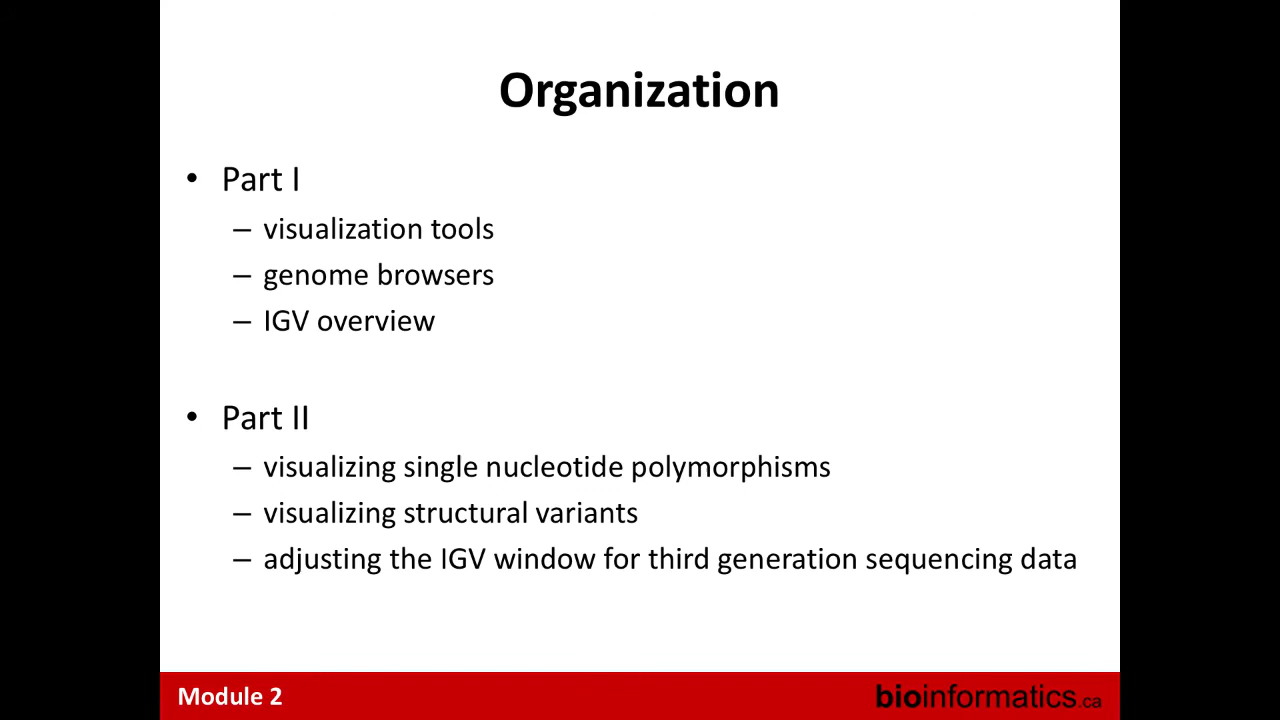 Organization
• Part I
– visualization tools
– genome browsers
– IGV overview
• Part II
– visualizing single nucleotide polymorphisms
– visualizing structural variants
– adjusting the IGV window for third generation sequencing data
Module 2
bioinformatics.ca